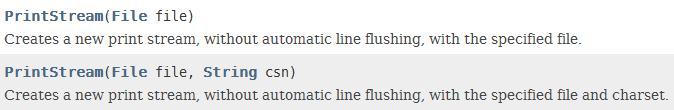 PrintStream(File file)
Creates a new print stream, without automatic line flushing, with the specified file.
PrintStream(File file, String csn)
Creates a new print stream, without automatic line flushing, with the specified file and charset.